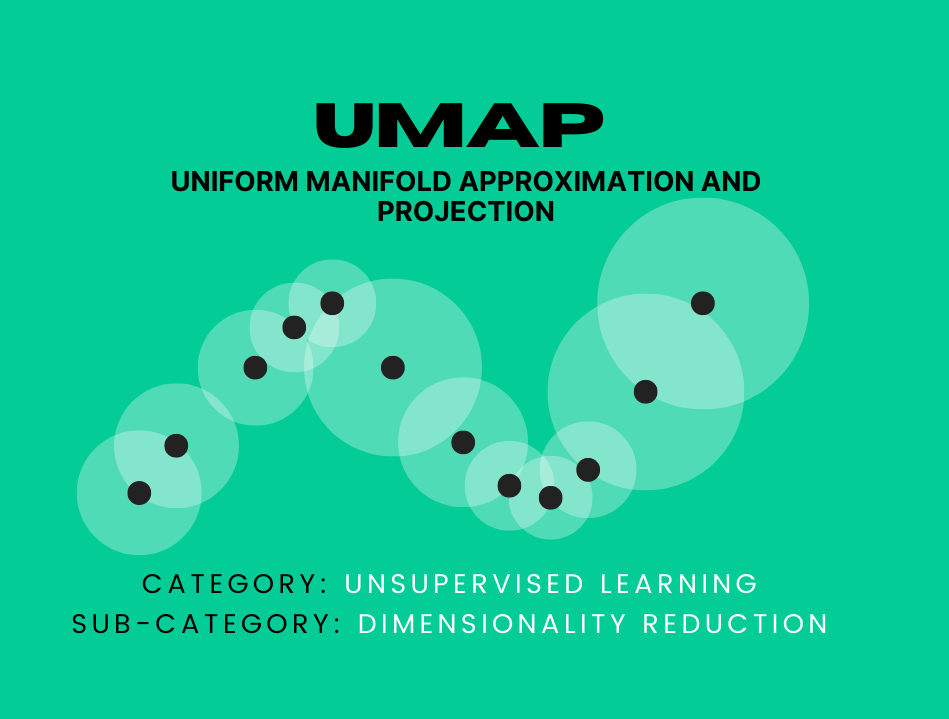 UMAP
UNIFORM MANIFOLD APPROXIMATION AND
PROJECTION
CATEGORY: UNSUPERVISED LEARNING
SUB-CATEGORY: DIMENSIONALITY REDUCTION